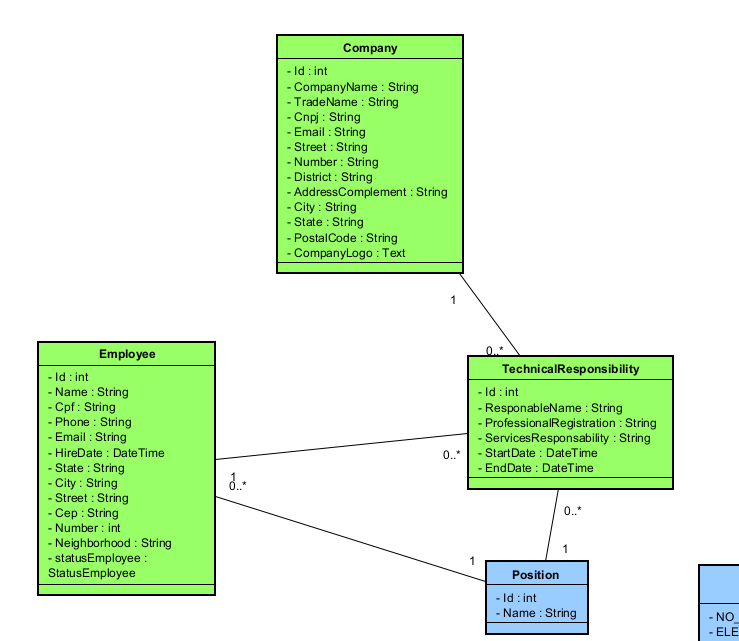 Company
- Id : int
- CompanyName : String
- TradeName : String
- Cnpj : String
- Email : String
- Street : String
- Number : String
- District : String
- AddressComplement : String
- City : String
- State : String
- PostalCode : String
- CompanyLogo : Text
1
0..*
Employee
- Id : int
- Name : String
- Cpf : String
- Phone : String
- Email : String
- HireDate : DateTime
- State : String
- City : String
- Street : String
- Cep : String
- Number : int
- Neighborhood : String
- statusEmployee :
StatusEmployee
TechnicalResponsibility
- Id : int
- ResponableName : String
- ProfessionalRegistration : String
- ServicesResponsability : String
- StartDate : DateTime
- EndDate : DateTime
0..*
1
0..*
0..*
1
1
Position
- Id : int
- Name : String
- NO_
- ELE